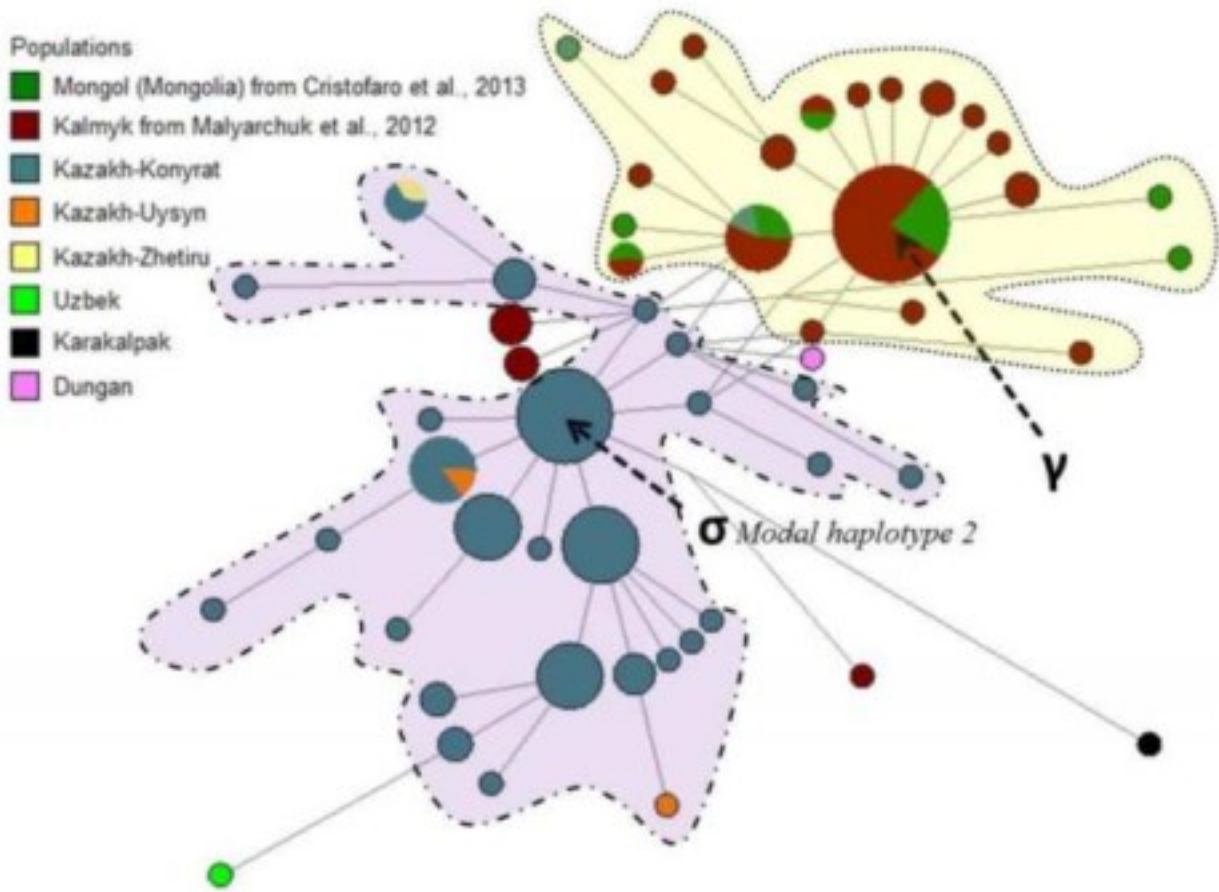 Populations
Mongol (Mongolia) from Cristofaro et al., 2013
Kalmyk from Malyarchuk et al., 2012
Kazakh-Konyrat
Kazakh-Uysyn
Kazakh-Zhetiru
Uzbek
Karakalpak
Dungan
γ
σ Modal haplotype 2